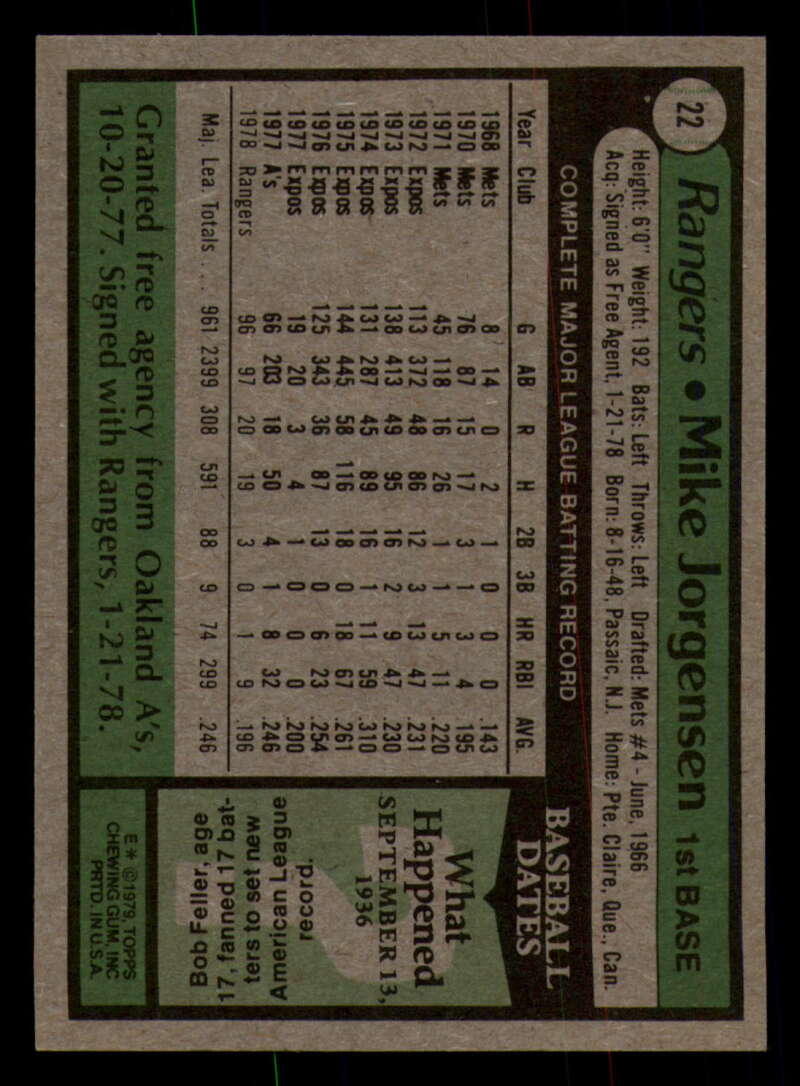 22
Rangers • Mike Jorgensen 1st BASE
Height: 6'0" Weight: 192 Bats: Left Throws: Left Drafted: Mets #4 - June, 1966
Acq: Signed as Free Agent, 1-21-78 Born: 8-16-48, Passaic, N.J. Home: Pte. Claire, Que., Can.
COMPLETE MAJOR LEAGUE BATTING RECORD
Year Club G AB R H 2B 3B HR RBI AVG.
1968 Mets 8 14 0 2 1 0 0 0 .143
1970 Mets 76 87 15 17 3 1 3 4 .195
1971 Mets 45 118 16 26 1 1 5 11 .220
1972 Expos 113 372 48 86 12 3 13 47 .231
1973 Expos 138 413 49 95 16 2 9 47 .230
1974 Expos 131 287 45 89 16 1 11 59 .310
1975 Expos 144 445 58 116 18 0 18 67 .261
1976 Expos 125 343 36 87 13 0 6 23 .254
1977 Expos 19 20 3 4 1 0 0 0 .200
1977 A's 66 203 18 50 4 1 8 32 .246
1978 Rangers 96 97 20 19 3 0 1 9 .196
Maj. Lea Totals . . . 961 2399 308 591 88 9 74 299 .246
BASEBALL
DATES
What
Happened
SEPTEMBER 13,
1936
Bob Feller, age
17, fanned 17 bat-
ters to set new
American League
record.
Granted free agency from Oakland A's,
10-20-77. Signed with Rangers, 1-21-78.
E * ©1979, TOPPS
CHEWING GUM, INC
PRTD. IN U.S.A.